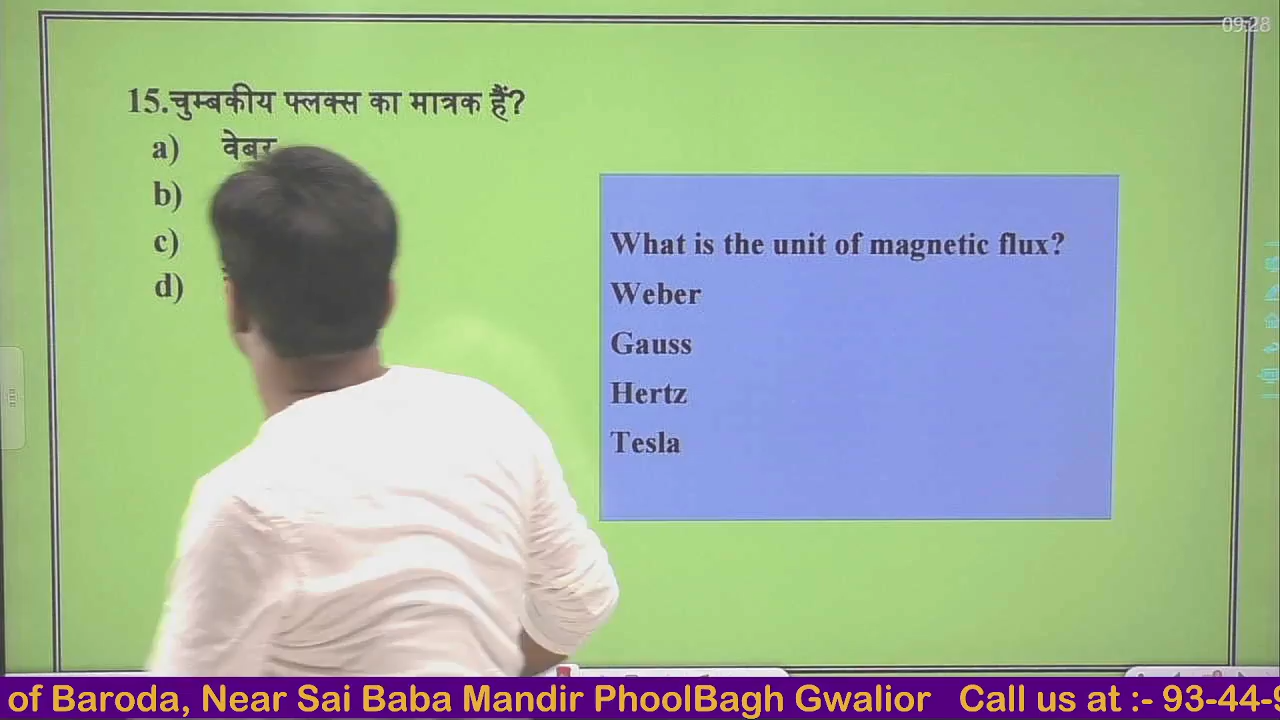 09:28
15.चुम्बकीय फ्लक्स का मात्रक हैं?
a) वेबर
b)
c)
d)
What is the unit of magnetic flux?
Weber
Gauss
Hertz
Tesla
of Baroda, Near Sai Baba Mandir PhoolBagh Gwalior Call us at :- 93-44-